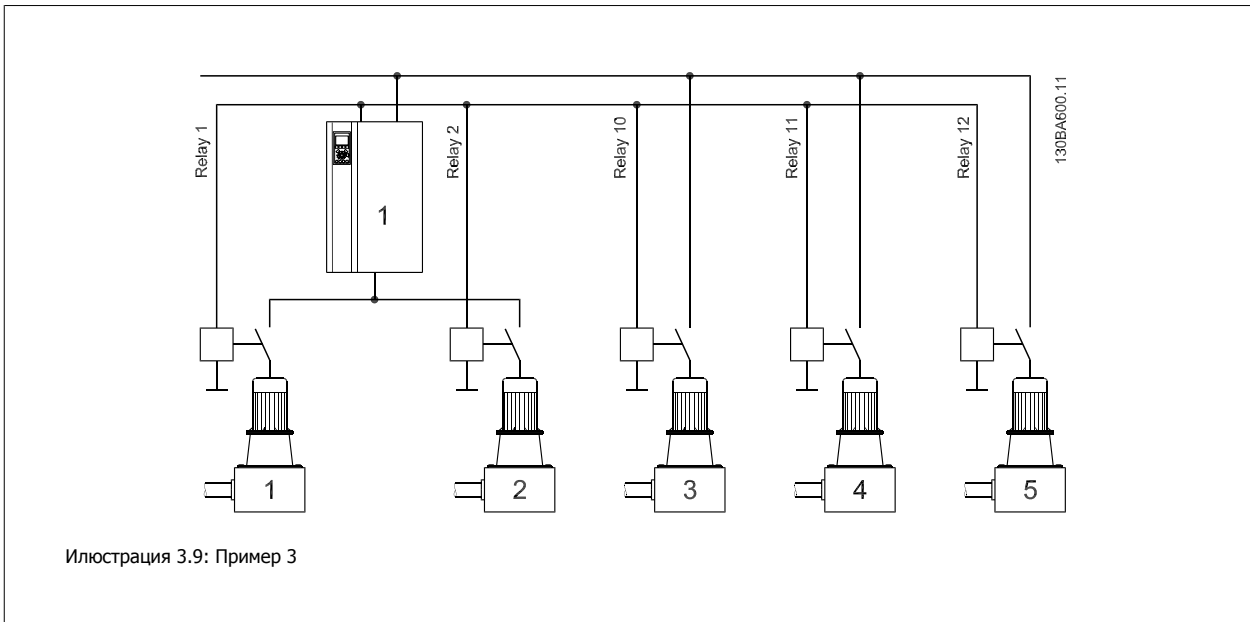 Relay 1
Relay 2
Relay 10
Relay 11
Relay 12
130BA600.11
1
1
2
3
4
5
Илюстрация 3.9: Пример 3